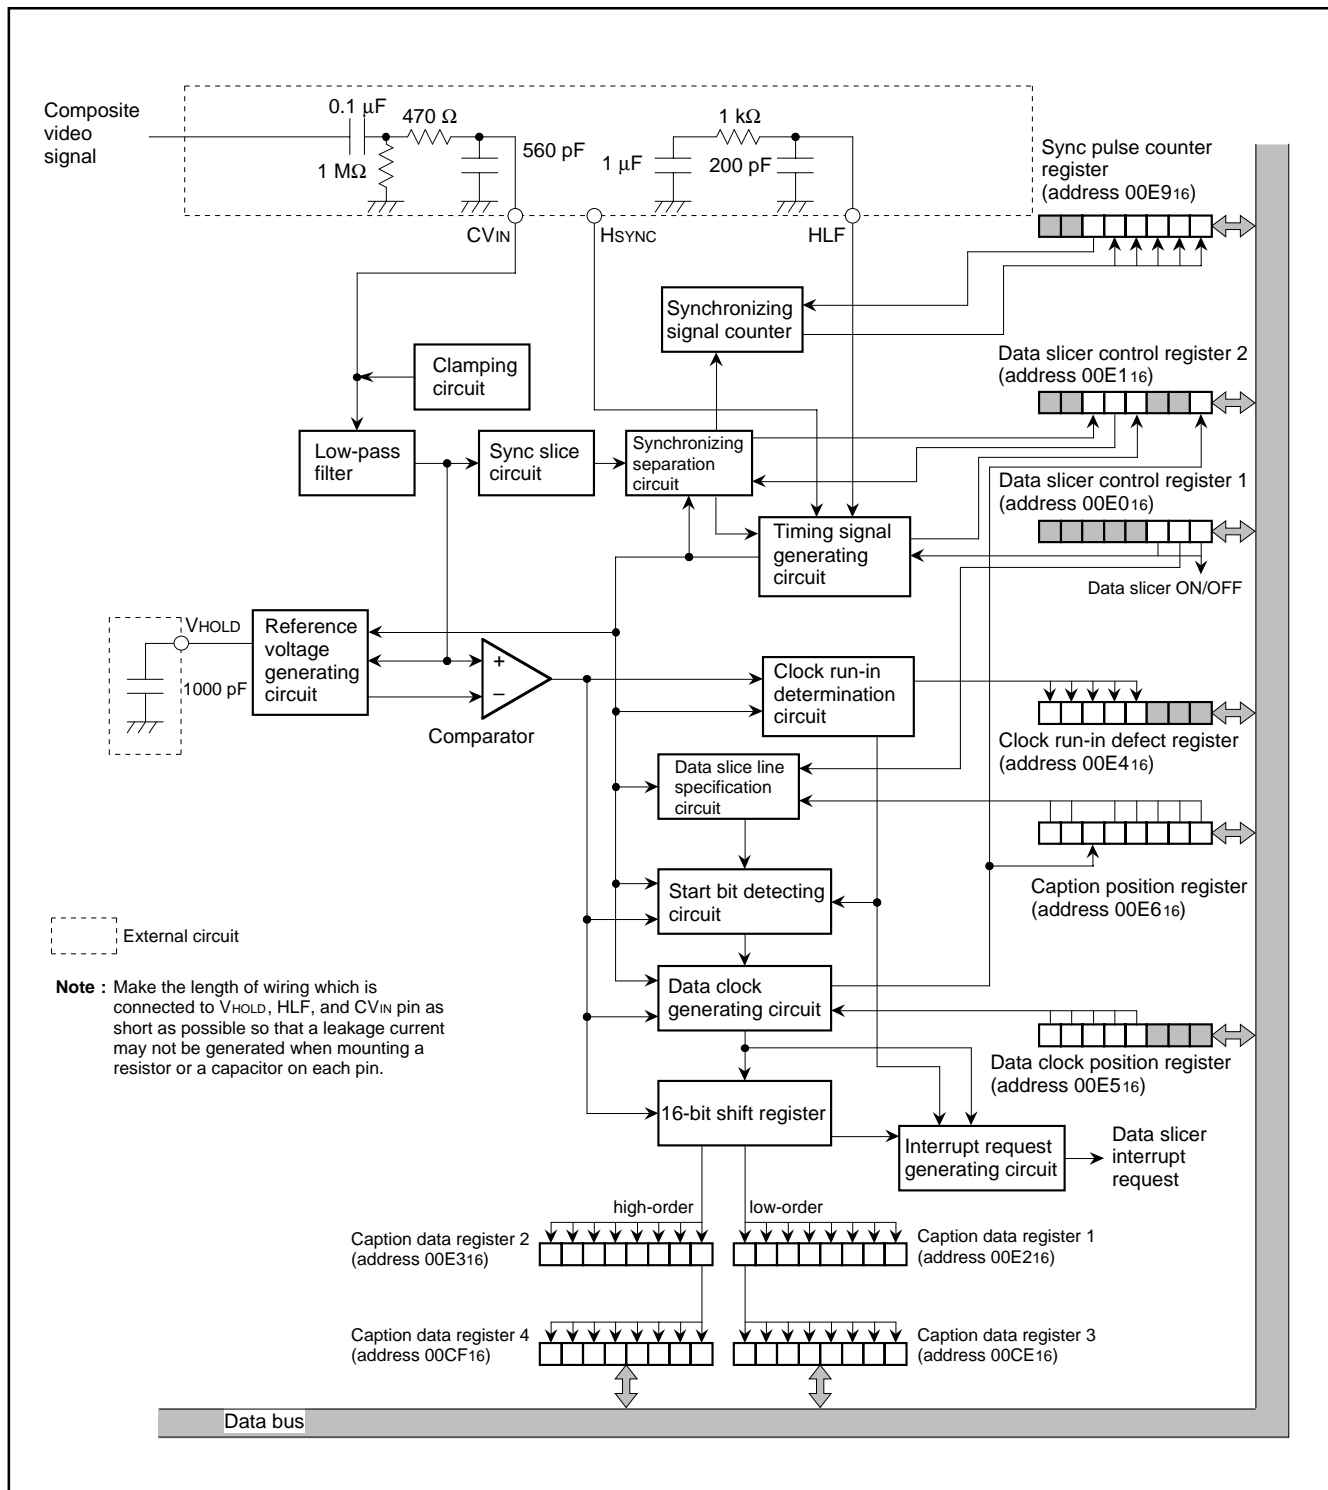 Composite
video
signal
0.1 μF
470 Ω
1 MΩ
560 pF
1 μF
1 kΩ
200 pF
CVIN
HSYNC
HLF
Sync pulse counter
register
(address 00E916)
Synchronizing
signal counter
Clamping
circuit
Data slicer control register 2
(address 00E116)
Low-pass
filter
Sync slice
circuit
Synchronizing
separation
circuit
Data slicer control register 1
(address 00E016)
Timing signal
generating
circuit
Data slicer ON/OFF
VHOLD
1000 pF
Reference
voltage
generating
circuit
+
−
Comparator
Clock run-in
determination
circuit
Clock run-in defect register
(address 00E416)
Data slice line
specification
circuit
Start bit detecting
circuit
Caption position register
(address 00E616)
External circuit
Data clock
generating circuit
Note : Make the length of wiring which is
connected to VHOLD, HLF, and CVIN pin as
short as possible so that a leakage current
may not be generated when mounting a
resistor or a capacitor on each pin.
Data clock position register
(address 00E516)
16-bit shift register
Interrupt request
generating circuit
Data slicer
interrupt
request
high-order
low-order
Caption data register 2
(address 00E316)
Caption data register 1
(address 00E216)
Caption data register 4
(address 00CF16)
Caption data register 3
(address 00CE16)
Data bus